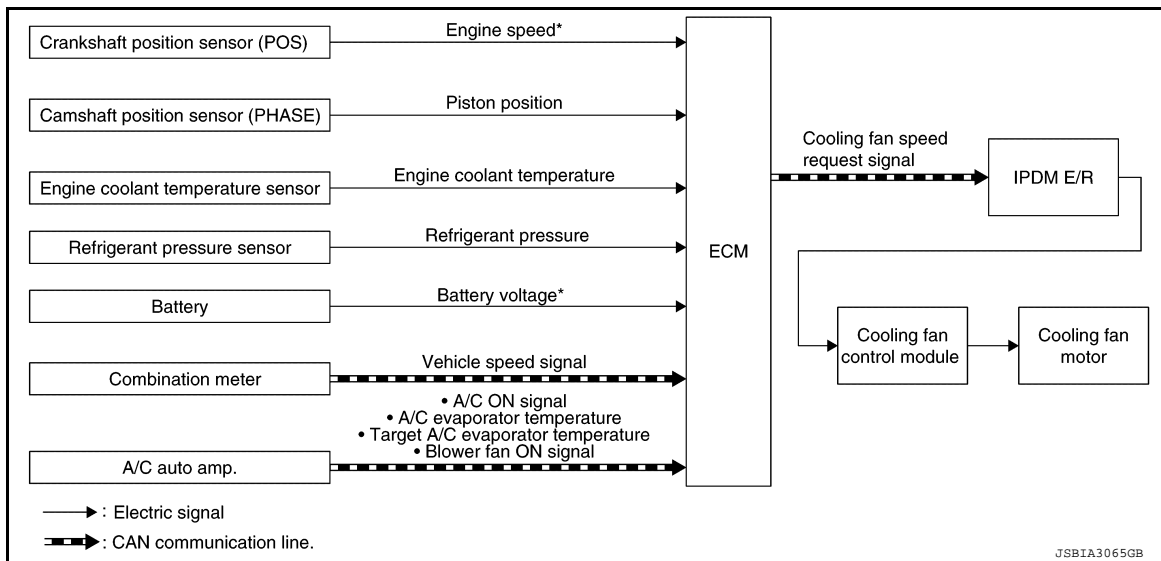 Crankshaft position sensor (POS)
Engine speed*
Camshaft position sensor (PHASE)
Piston position
Engine coolant temperature sensor
Engine coolant temperature
Refrigerant pressure sensor
Refrigerant pressure
Battery
Battery voltage*
Combination meter
Vehicle speed signal
A/C auto amp.
• A/C ON signal
• A/C evaporator temperature
• Target A/C evaporator temperature
• Blower fan ON signal
ECM
Cooling fan speed
request signal
IPDM E/R
Cooling fan
control module
Cooling fan
motor
: Electric signal
: CAN communication line.
JSBIA3065GB